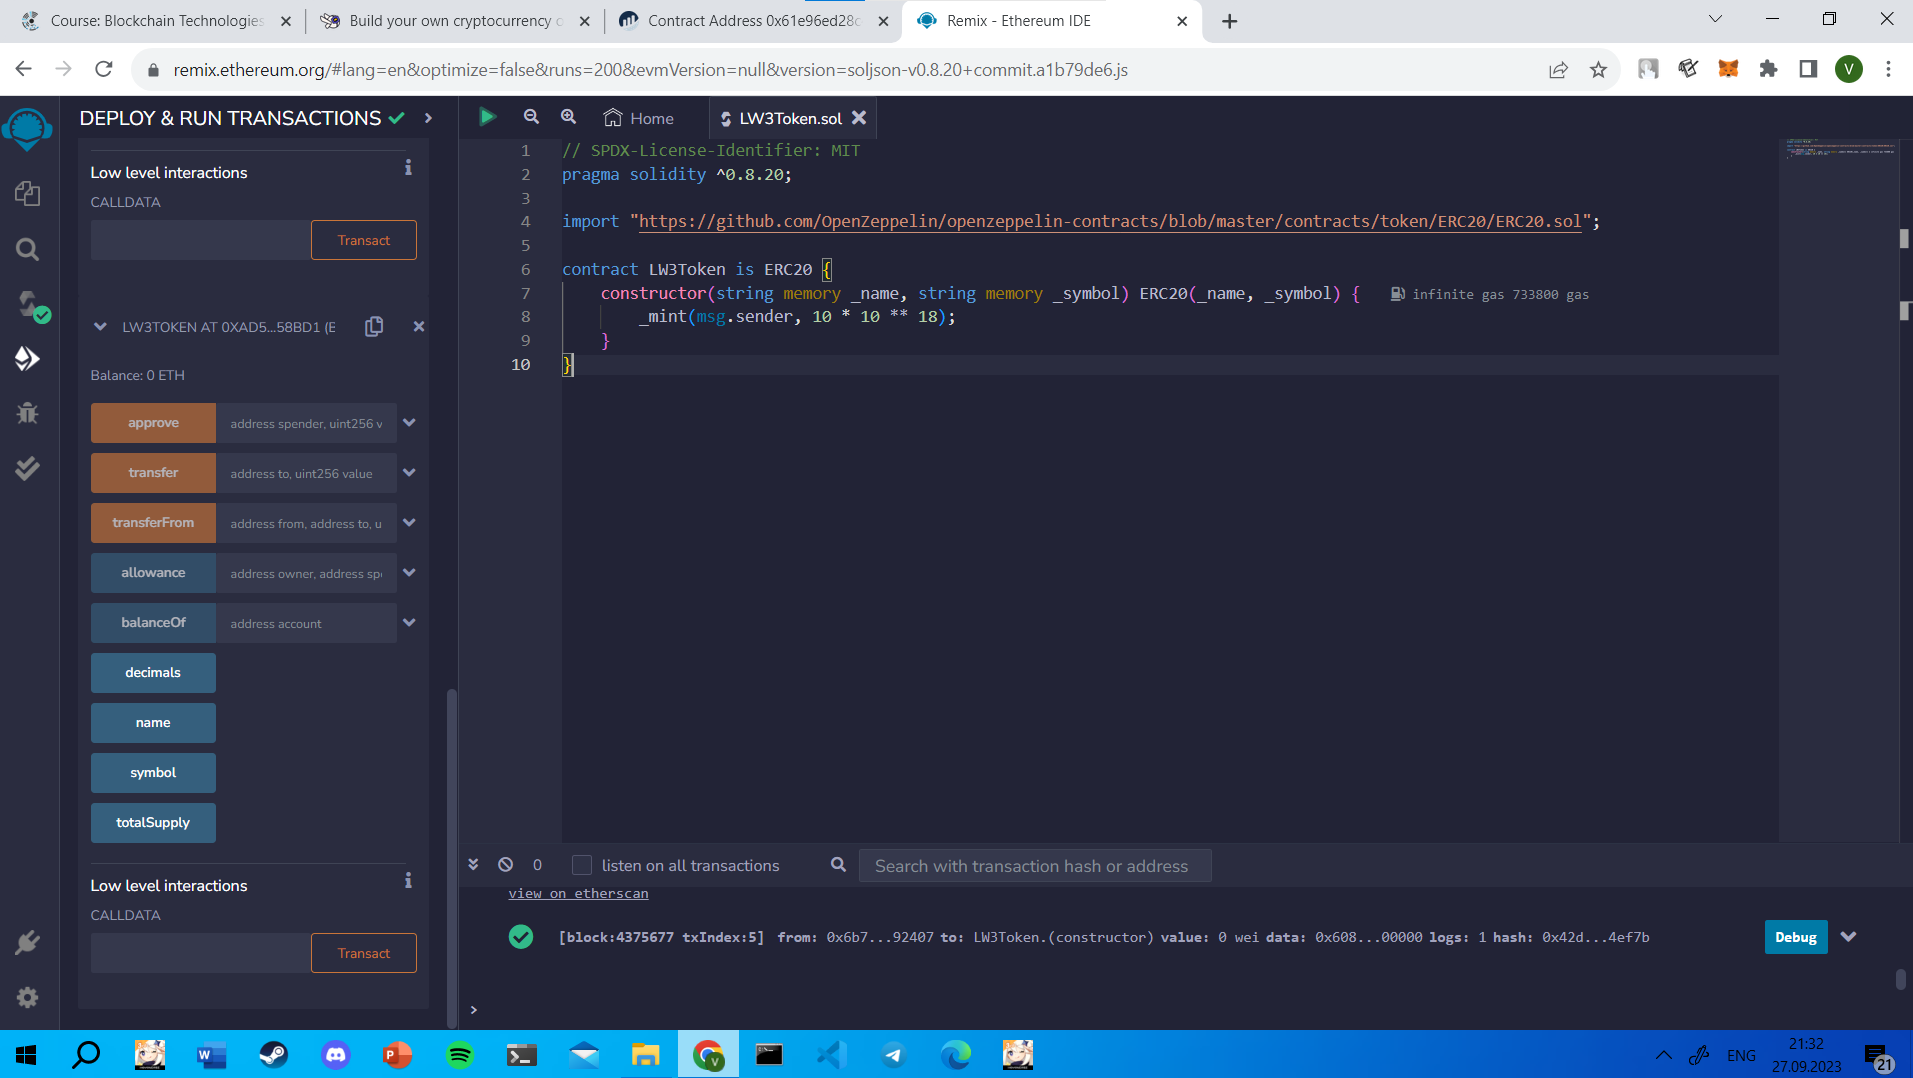 Course: Blockchain Technologies
Build your own cryptocurrency o
Contract Address 0x61e96ed28c
Remix - Ethereum IDE
remix.ethereum.org/#lang=en&optimize=false&runs=200&evmVersion=null&version=soljson-v0.8.20+commit.a1b79de6.js
V
DEPLOY & RUN TRANSACTIONS
Low level interactions
CALLDATA
Transact
LW3TOKEN AT 0XAD5...58BD1 (E
Balance: 0 ETH
approve address spender, uint256 v
transfer address to, uint256 value
transferFrom address from, address to, u
allowance address owner, address spe
balanceOf address account
decimals
name
symbol
totalSupply
Low level interactions
CALLDATA
Transact
Home
LW3Token.sol
1 // SPDX-License-Identifier: MIT
2 pragma solidity ^0.8.20;
3
4 import "https://github.com/OpenZeppelin/openzeppelin-contracts/blob/master/contracts/token/ERC20/ERC20.sol";
5
6 contract LW3Token is ERC20 {
7 constructor(string memory _name, string memory _symbol) ERC20(_name, _symbol) { infinite gas 733800 gas
8 _mint(msg.sender, 10 * 10 ** 18);
9 }
10 }
0 listen on all transactions Search with transaction hash or address
view on etherscan
[block:4375677 txIndex:5] from: 0x6b7...92407 to: LW3Token.(constructor) value: 0 wei data: 0x608...00000 logs: 1 hash: 0x42d...4ef7b Debug
>
ENG
21:32
27.09.2023
21